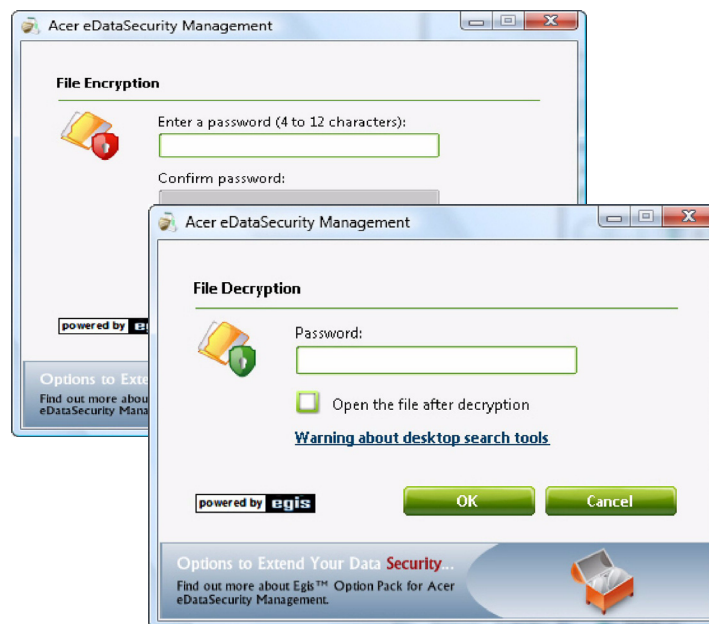 Acer eDataSecurity Management
File Encryption
Enter a password (4 to 12 characters):
Confirm password:
powered by
Options to
Find out more
eDataSecurity
Acer eDataSecurity Management
File Decryption
Password:
Open the file after decryption
Warning about desktop search tools
powered by egis
OK
Cancel
Options to Extend Your Data Security...
Find out more about Egis™ Option Pack for Acer
eDataSecurity Management.